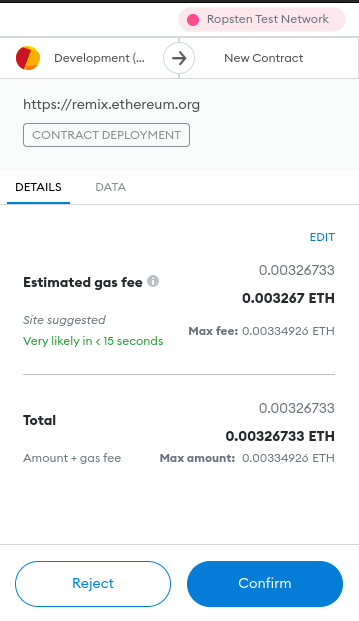 Ropsten Test Network
Development (... New Contract
https://remix.ethereum.org
CONTRACT DEPLOYMENT
DETAILS DATA
EDIT
0.00326733
Estimated gas fee 0.003267 ETH
Site suggested Max fee: 0.00334926 ETH
Very likely in < 15 seconds
0.00326733
Total 0.00326733 ETH
Amount + gas fee Max amount: 0.00334926 ETH
Reject Confirm